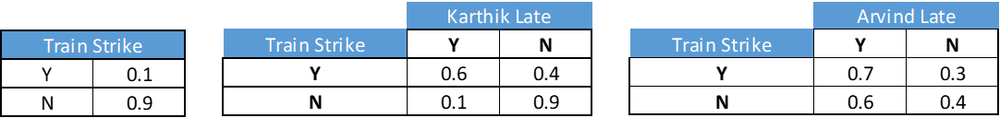 Karthik Late
Arvind Late
Train Strike
Y 0.1
N 0.9
Train Strike Y N
Y 0.6 0.4
N 0.1 0.9
Train Strike Y N
Y 0.7 0.3
N 0.6 0.4